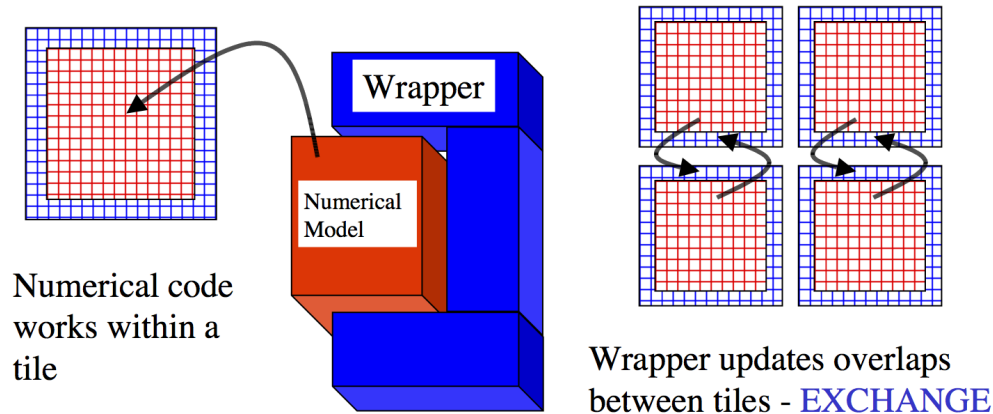 Wrapper
Numerical
Model
Numerical code
works within a
tile
Wrapper updates overlaps
between tiles - EXCHANGE